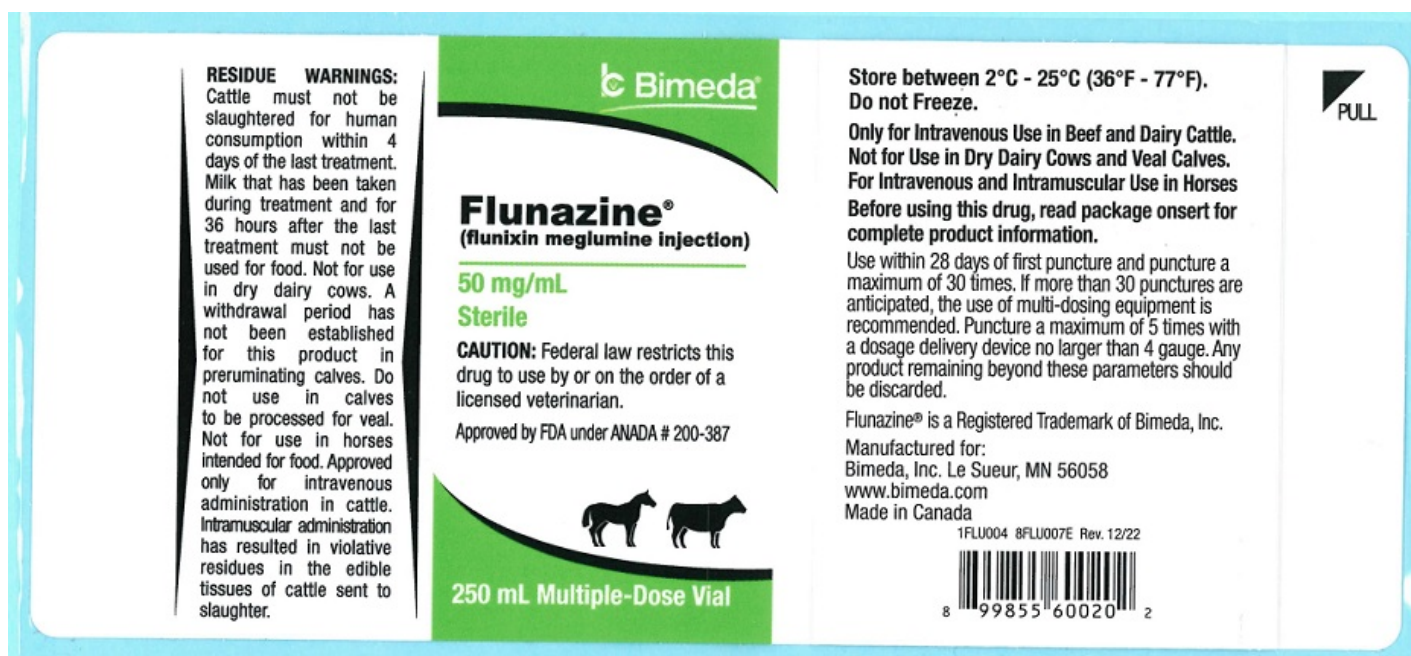 RESIDUE WARNINGS:
Cattle must not be
slaughtered for human
consumption within 4
days of the last treatment.
Milk that has been taken
during treatment and for
36 hours after the last
treatment must not be
used for food. Not for use
in dry dairy cows. A
withdrawal period has
not been established
for this product in
preruminating calves. Do
not use in calves
to be processed for veal.
Not for use in horses
intended for food. Approved
only for intravenous
administration in cattle.
Intramuscular administration
has resulted in violative
residues in the edible
tissues of cattle sent to
slaughter.
Bimeda®
Flunazine®
(flunixin meglumine injection)
50 mg/mL
Sterile
CAUTION: Federal law restricts this
drug to use by or on the order of a
licensed veterinarian.
Approved by FDA under ANADA # 200-387
250 mL Multiple-Dose Vial
Store between 2°C - 25°C (36°F - 77°F).
Do not Freeze.
Only for Intravenous Use in Beef and Dairy Cattle.
Not for Use in Dry Dairy Cows and Veal Calves.
For Intravenous and Intramuscular Use in Horses
Before using this drug, read package onsert for
complete product information.
Use within 28 days of first puncture and puncture a
maximum of 30 times. If more than 30 punctures are
anticipated, the use of multi-dosing equipment is
recommended. Puncture a maximum of 5 times with
a dosage delivery device no larger than 4 gauge. Any
product remaining beyond these parameters should
be discarded.
Flunazine® is a Registered Trademark of Bimeda, Inc.
Manufactured for:
Bimeda, Inc. Le Sueur, MN 56058
www.bimeda.com
Made in Canada
1FLU004 8FLU007E Rev. 12/22
8 99855 60020 2
PULL